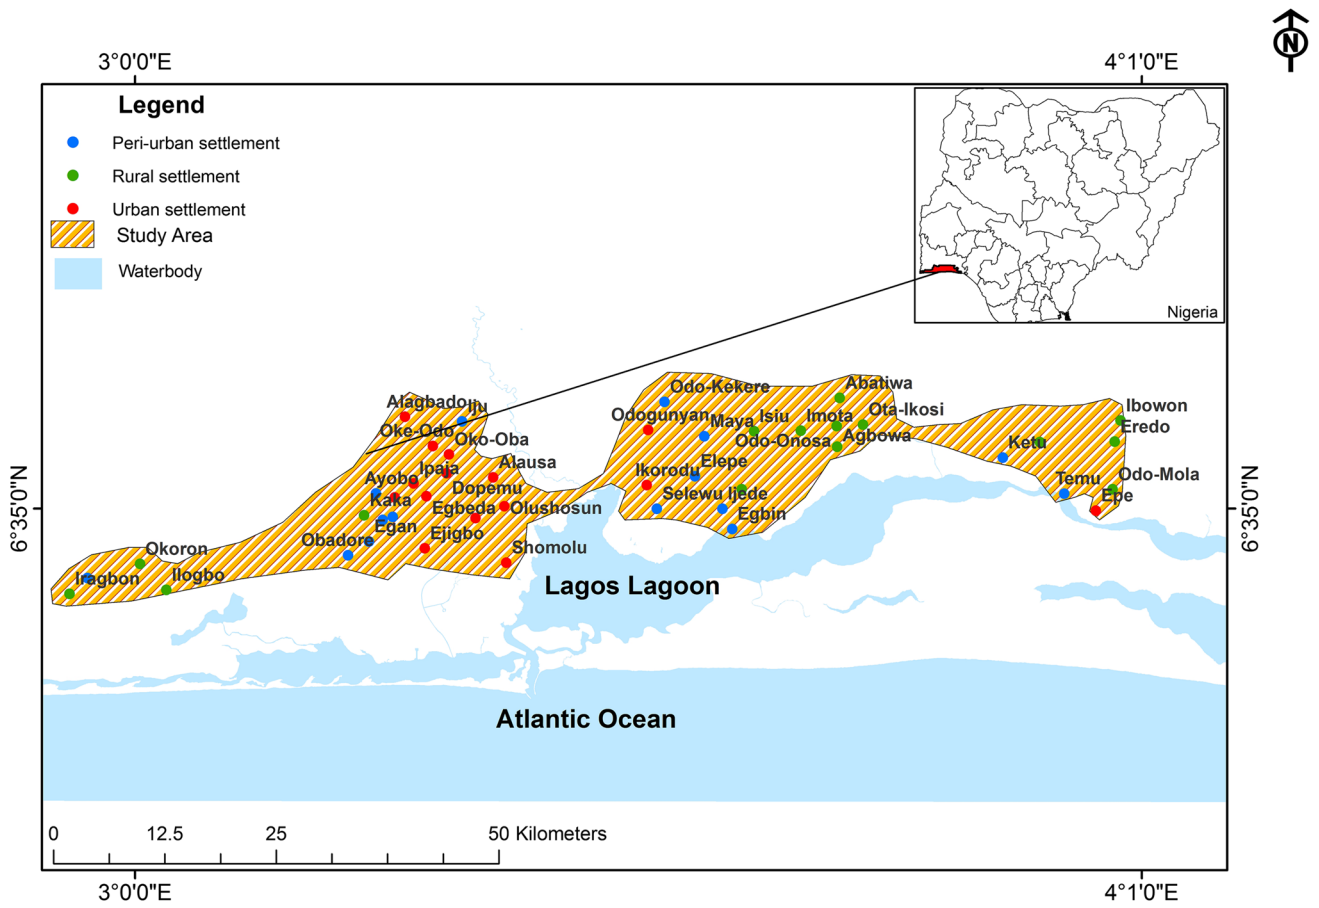 N
3°0'0"E
4°1'0"E
Legend
Peri-urban settlement
Rural settlement
Urban settlement
Study Area
Waterbody
Nigeria
Abatiwa
Odo-Kekere
Alagbado
Iju
Ibowon
Odogunyan
Maya
Isiu
Imota
Ota-Ikosi
Eredo
Oke-Odo
Oko-Oba
Odo-Onosa
Agbowa
Ketu
Alausa
Elepe
Ipaja
Ikorodu
Odo-Mola
Ayobo
Temu
Dopemu
Selewu
Ijede
Epe
Kaka
Egbeda
Olushosun
Egbin
Egan
Ejigbo
Obadore
Shomolu
Okoron
Iragbon
Ilogbo
6°35'0"N
6°35'0"N
Lagos Lagoon
Atlantic Ocean
0 12.5 25 50 Kilometers
3°0'0"E
4°1'0"E